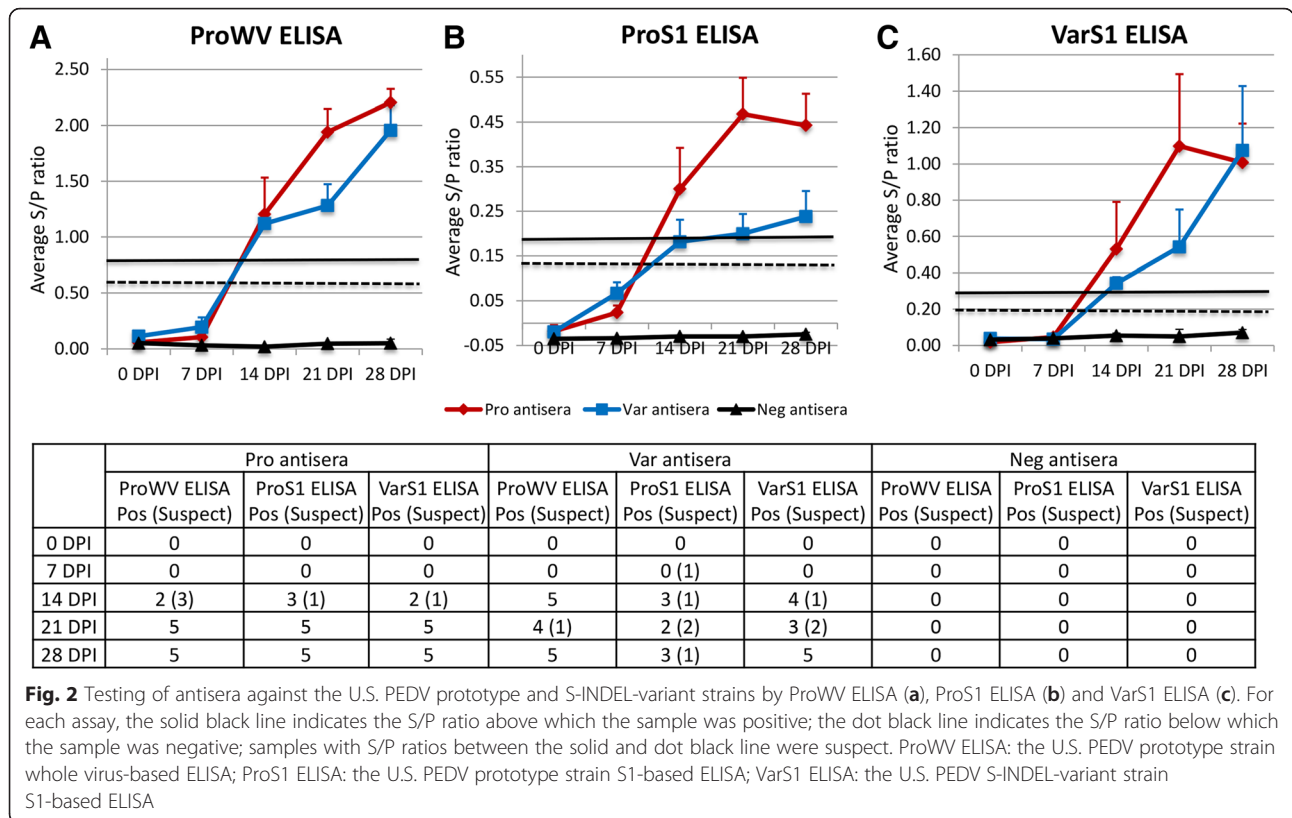 A ProWV ELISA
B ProS1 ELISA
C VarS1 ELISA
Average S/P ratio
2.50
2.00
1.50
1.00
0.50
0.00
0 DPI 7 DPI 14 DPI 21 DPI 28 DPI
Average S/P ratio
0.55
0.45
0.35
0.25
0.15
0.05
-0.05
0 DPI 7 DPI 14 DPI 21 DPI 28 DPI
Average S/P ratio
1.60
1.40
1.20
1.00
0.80
0.60
0.40
0.20
0.00
0 DPI 7 DPI 14 DPI 21 DPI 28 DPI
Pro antisera Var antisera Neg antisera
Pro antisera Var antisera Neg antisera
ProWV ELISA ProS1 ELISA VarS1 ELISA ProWV ELISA ProS1 ELISA VarS1 ELISA ProWV ELISA ProS1 ELISA VarS1 ELISA
Pos (Suspect) Pos (Suspect) Pos (Suspect) Pos (Suspect) Pos (Suspect) Pos (Suspect) Pos (Suspect) Pos (Suspect) Pos (Suspect)
0 DPI 0 0 0 0 0 0 0 0 0
7 DPI 0 0 0 0 0 (1) 0 0 0 0
14 DPI 2 (3) 3 (1) 2 (1) 5 3 (1) 4 (1) 0 0 0
21 DPI 5 5 5 4 (1) 2 (2) 3 (2) 0 0 0
28 DPI 5 5 5 5 3 (1) 5 0 0 0
Fig. 2 Testing of antisera against the U.S. PEDV prototype and S-INDEL-variant strains by ProWV ELISA (a), ProS1 ELISA (b) and VarS1 ELISA (c). For
each assay, the solid black line indicates the S/P ratio above which the sample was positive; the dot black line indicates the S/P ratio below which
the sample was negative; samples with S/P ratios between the solid and dot black line were suspect. ProWV ELISA: the U.S. PEDV prototype strain
whole virus-based ELISA; ProS1 ELISA: the U.S. PEDV prototype strain S1-based ELISA; VarS1 ELISA: the U.S. PEDV S-INDEL-variant strain
S1-based ELISA